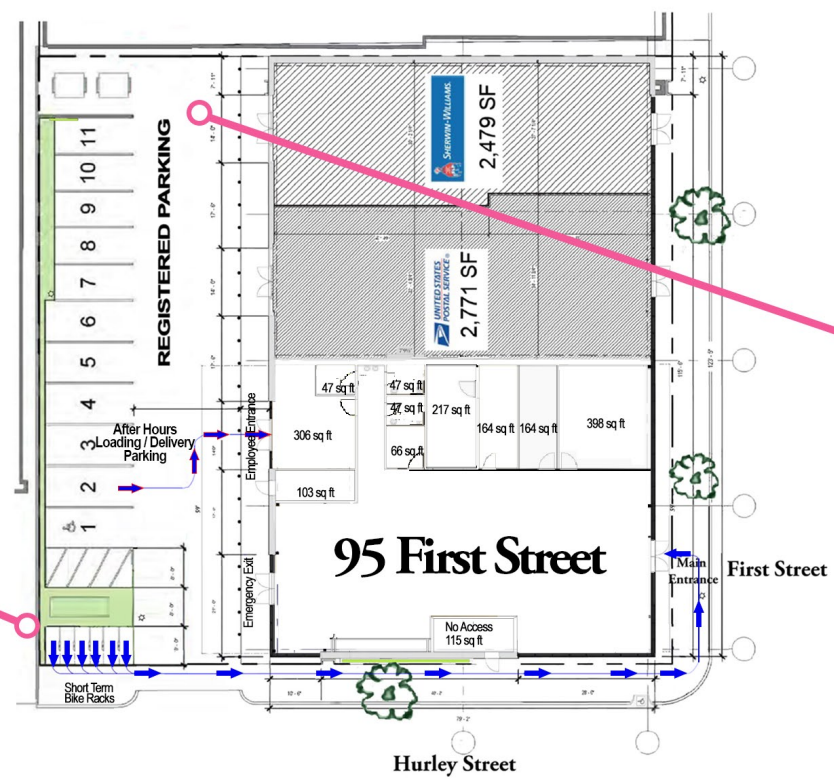 SHERWIN-WILLIAMS.
2,479 SF
UNITED STATES
POSTAL SERVICE®
2,771 SF
REGISTERED PARKING
11
10
9
8
7
6
5
4
3
2
1
After Hours
Loading / Delivery
Parking
Employee Entrance
Emergency Exit
47 sq ft
47 sq ft
47 sq ft
66 sq ft
217 sq ft
164 sq ft
164 sq ft
398 sq ft
306 sq ft
103 sq ft
95 First Street
No Access
115 sq ft
Main
Entrance
First Street
Short Term
Bike Racks
Hurley Street